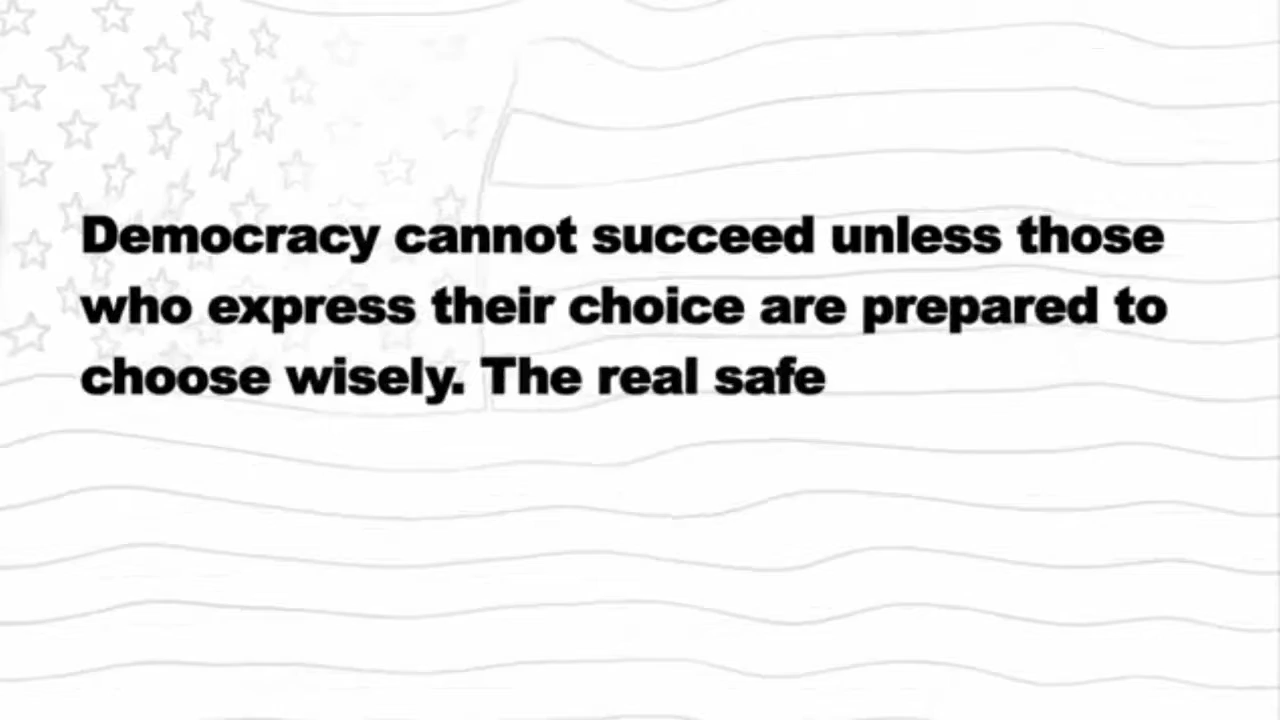 Democracy cannot succeed unless those
who express their choice are prepared to
choose wisely. The real safe